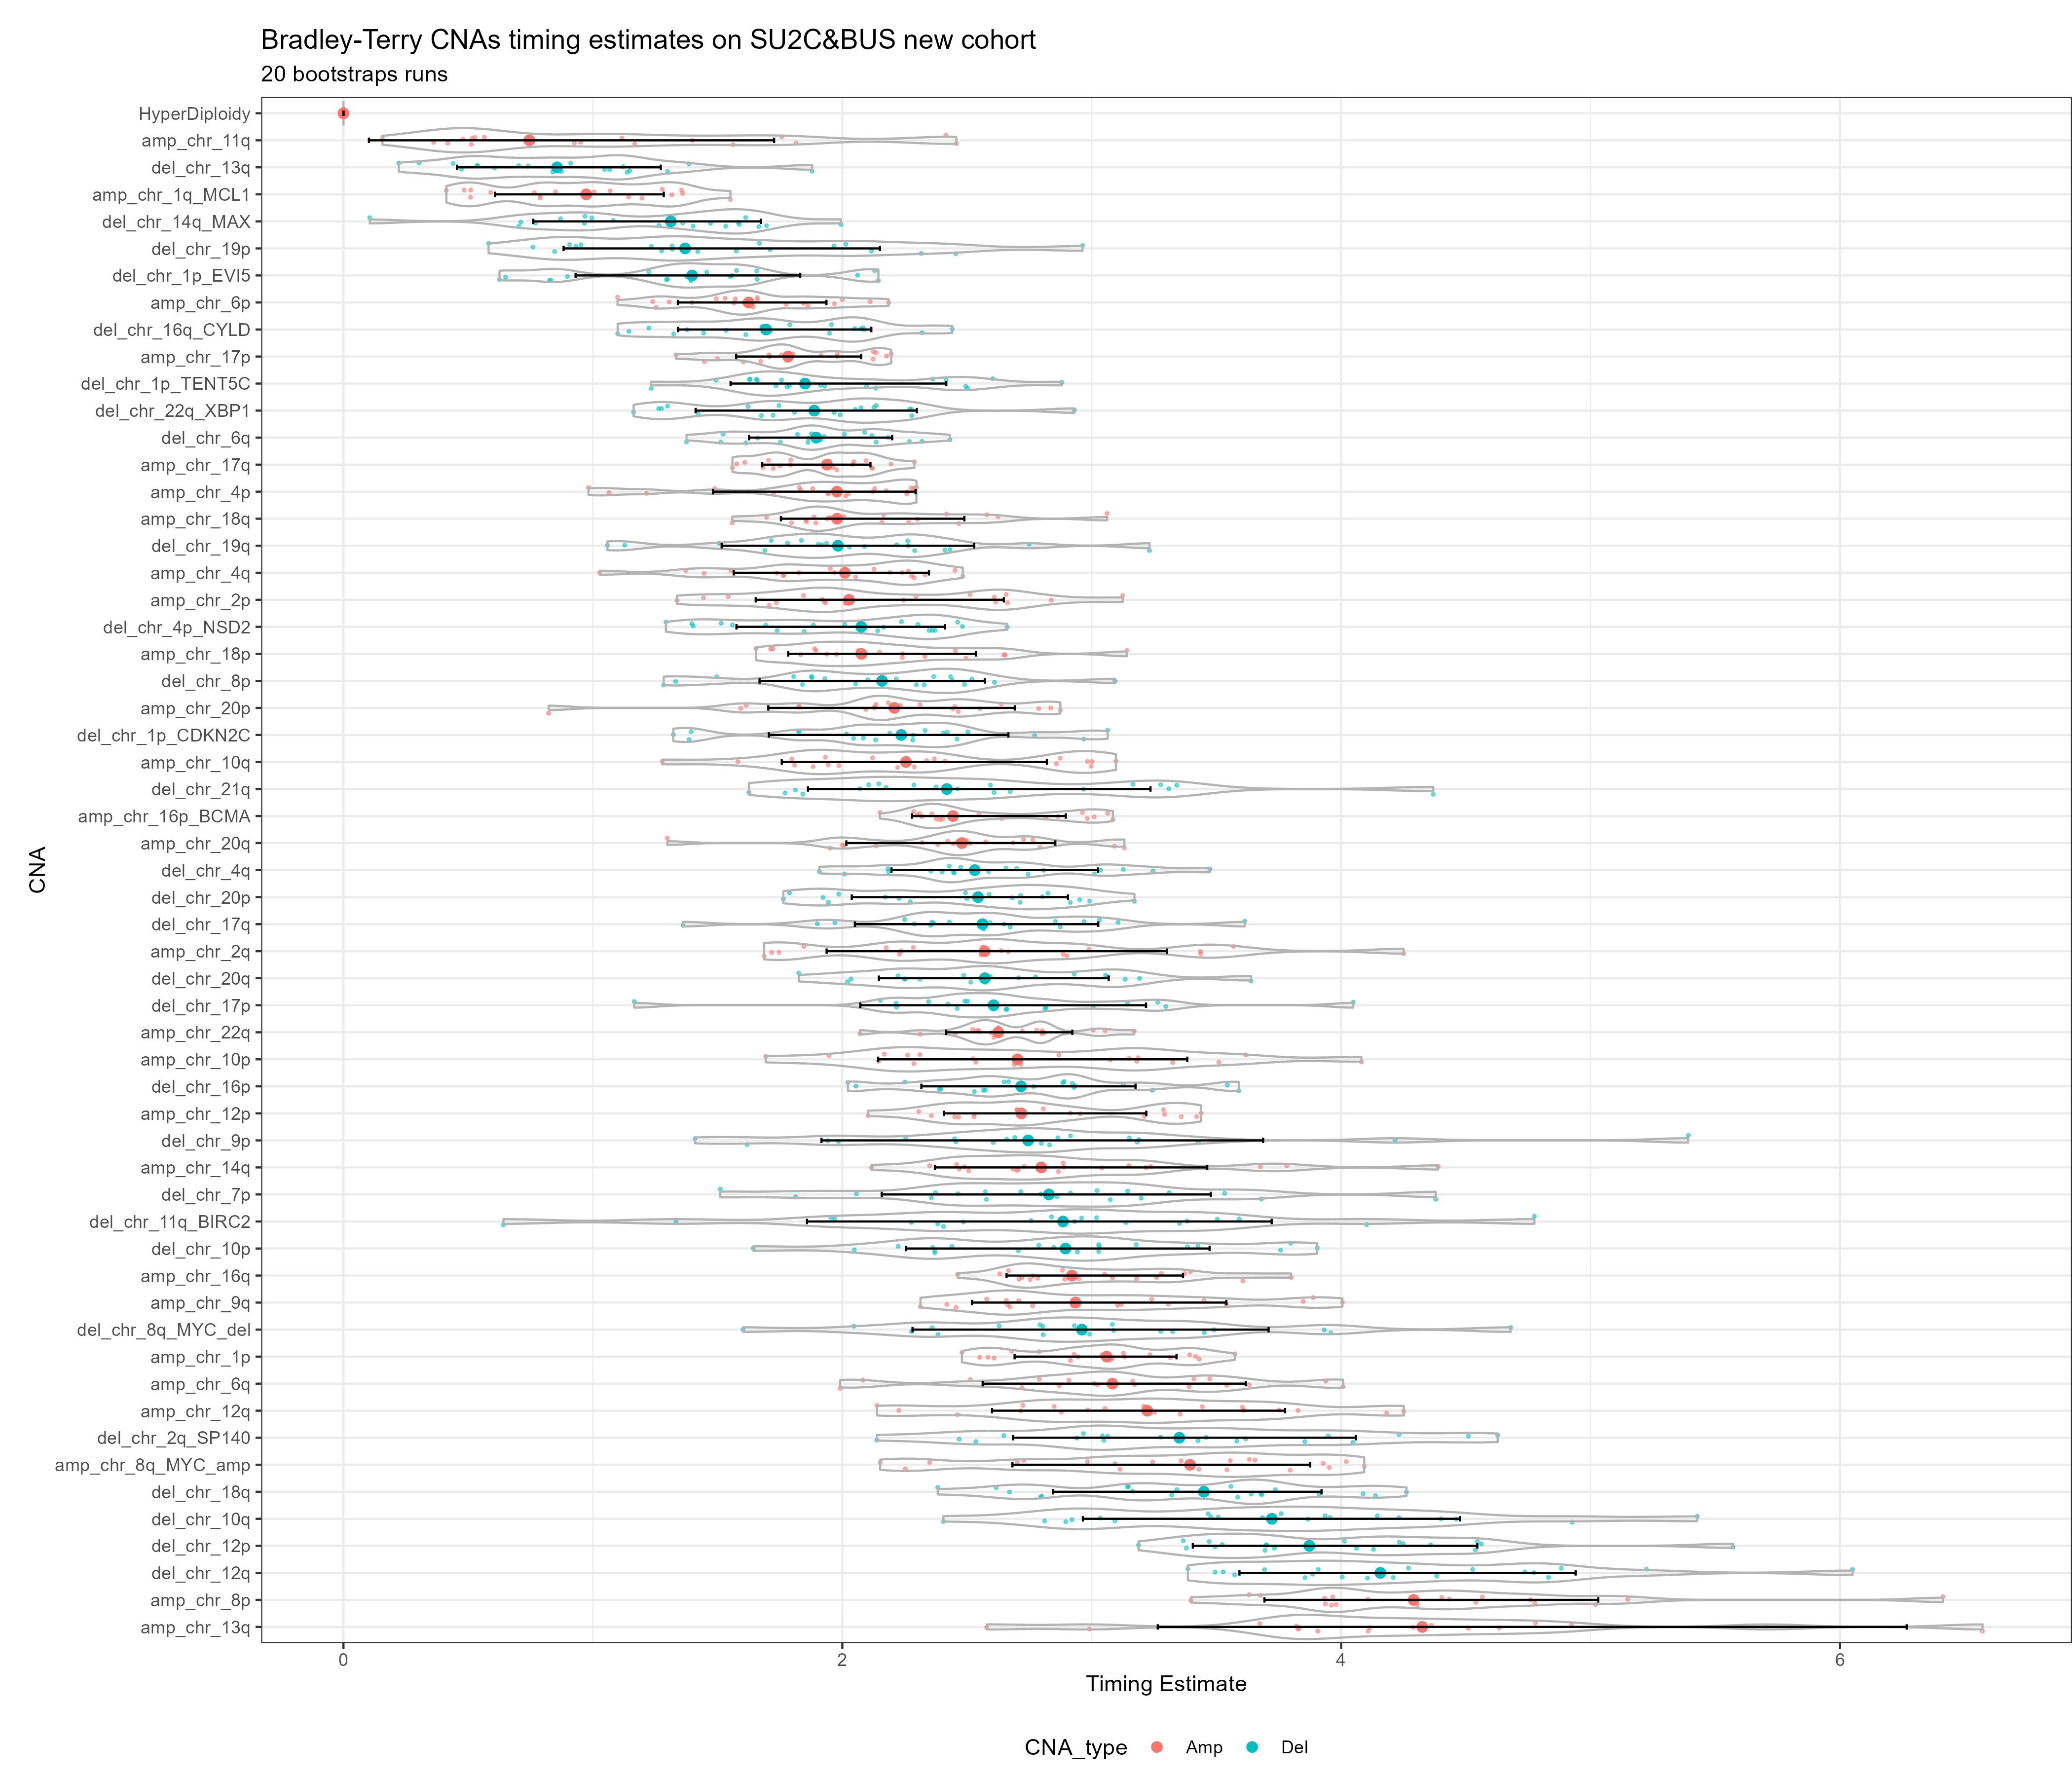 Bradley-Terry CNAs timing estimates on SU2C&BUS new cohort
20 bootstraps runs
HyperDiploidy
amp_chr_11q
del_chr_13q
amp_chr_1q_MCL1
del_chr_14q_MAX
del_chr_19p
del_chr_1p_EVI5
amp_chr_6p
del_chr_16q_CYLD
amp_chr_17p
del_chr_1p_TENT5C
del_chr_22q_XBP1
del_chr_6q
amp_chr_17q
amp_chr_4p
amp_chr_18q
del_chr_19q
amp_chr_4q
amp_chr_2p
del_chr_4p_NSD2
amp_chr_18p
del_chr_8p
amp_chr_20p
del_chr_1p_CDKN2C
amp_chr_10q
del_chr_21q
amp_chr_16p_BCMA
amp_chr_20q
del_chr_4q
del_chr_20p
del_chr_17q
amp_chr_2q
del_chr_20q
del_chr_17p
amp_chr_22q
amp_chr_10p
del_chr_16p
amp_chr_12p
del_chr_9p
amp_chr_14q
del_chr_7p
del_chr_11q_BIRC2
del_chr_10p
amp_chr_16q
amp_chr_9q
del_chr_8q_MYC_del
amp_chr_1p
amp_chr_6q
amp_chr_12q
del_chr_2q_SP140
amp_chr_8q_MYC_amp
del_chr_18q
del_chr_10q
del_chr_12p
del_chr_12q
amp_chr_8p
amp_chr_13q
CNA
0 2 4 6
Timing Estimate
CNA_type Amp Del